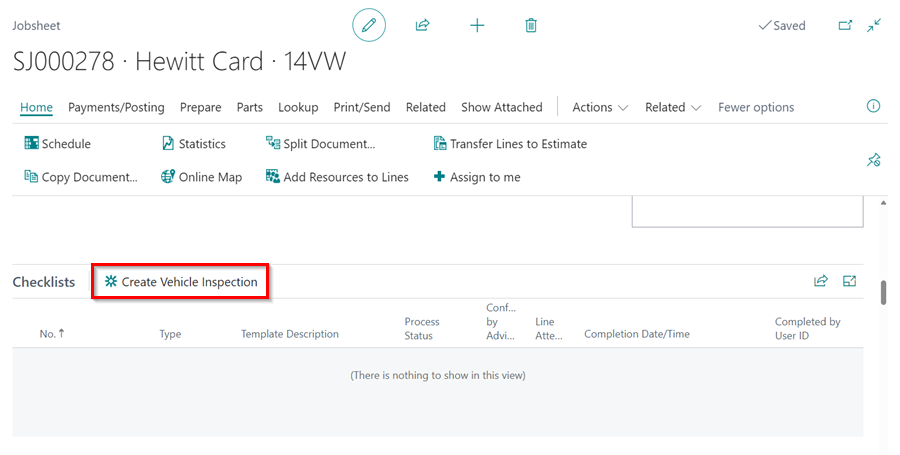 Jobsheet
Saved
SJ000278 · Hewitt Card · 14VW
Home Payments/Posting Prepare Parts Lookup Print/Send Related Show Attached Actions Related Fewer options
Schedule Statistics Split Document... Transfer Lines to Estimate
Copy Document... Online Map Add Resources to Lines Assign to me
Checklists Create Vehicle Inspection
No. ↑ Type Template Description Process Status Conf... by Advi... Line Atte... Completion Date/Time Completed by User ID
(There is nothing to show in this view)